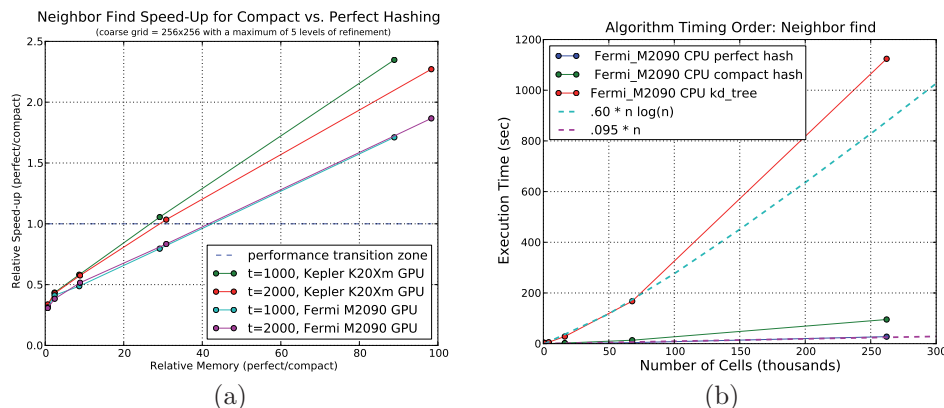 Neighbor Find Speed-Up for Compact vs. Perfect Hashing
(coarse grid = 256x256 with a maximum of 5 levels of refinement)
Relative Speed-up (perfect/compact)
2.5
2.0
1.5
1.0
0.5
0.0
0 20 40 60 80 100
Relative Memory (perfect/compact)
performance transition zone
t=1000, Kepler K20Xm GPU
t=2000, Kepler K20Xm GPU
t=1000, Fermi M2090 GPU
t=2000, Fermi M2090 GPU
(a)
Algorithm Timing Order: Neighbor find
Execution Time (sec)
1200
1000
800
600
400
200
0
0 50 100 150 200 250 300
Number of Cells (thousands)
Fermi_M2090 CPU perfect hash
Fermi_M2090 CPU compact hash
Fermi_M2090 CPU kd_tree
.60 * n log(n)
.095 * n
(b)